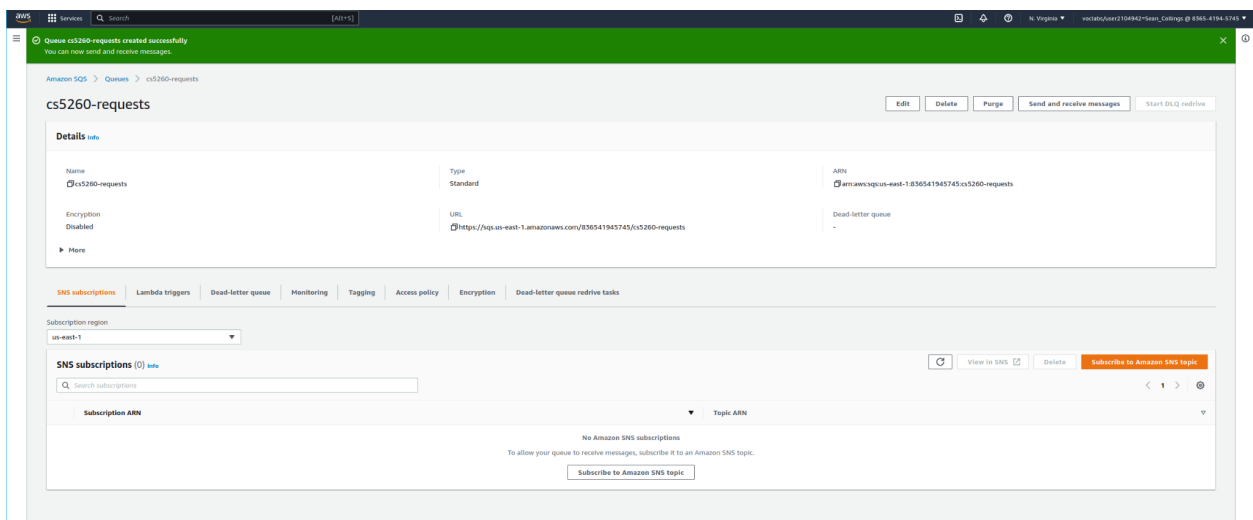 aws Services Search [Alt+S] N. Virginia voclabs/user2104942=Sean_Collings @ 8365-4194-5745
Queue cs5260-requests created successfully
You can now send and receive messages.
Amazon SQS > Queues > cs5260-requests
cs5260-requests Edit Delete Purge Send and receive messages Start DLQ redrive
Details Info
Name Type ARN
cs5260-requests Standard arn:aws:sqs:us-east-1:836541945745:cs5260-requests
Encryption URL Dead-letter queue
Disabled https://sqs.us-east-1.amazonaws.com/836541945745/cs5260-requests -
More
SNS subscriptions Lambda triggers Dead-letter queue Monitoring Tagging Access policy Encryption Dead-letter queue redrive tasks
Subscription region
us-east-1
SNS subscriptions (0) Info View in SNS Delete Subscribe to Amazon SNS topic
Search subscriptions < 1 >
Subscription ARN Topic ARN
No Amazon SNS subscriptions
To allow your queue to receive messages, subscribe it to an Amazon SNS topic.
Subscribe to Amazon SNS topic